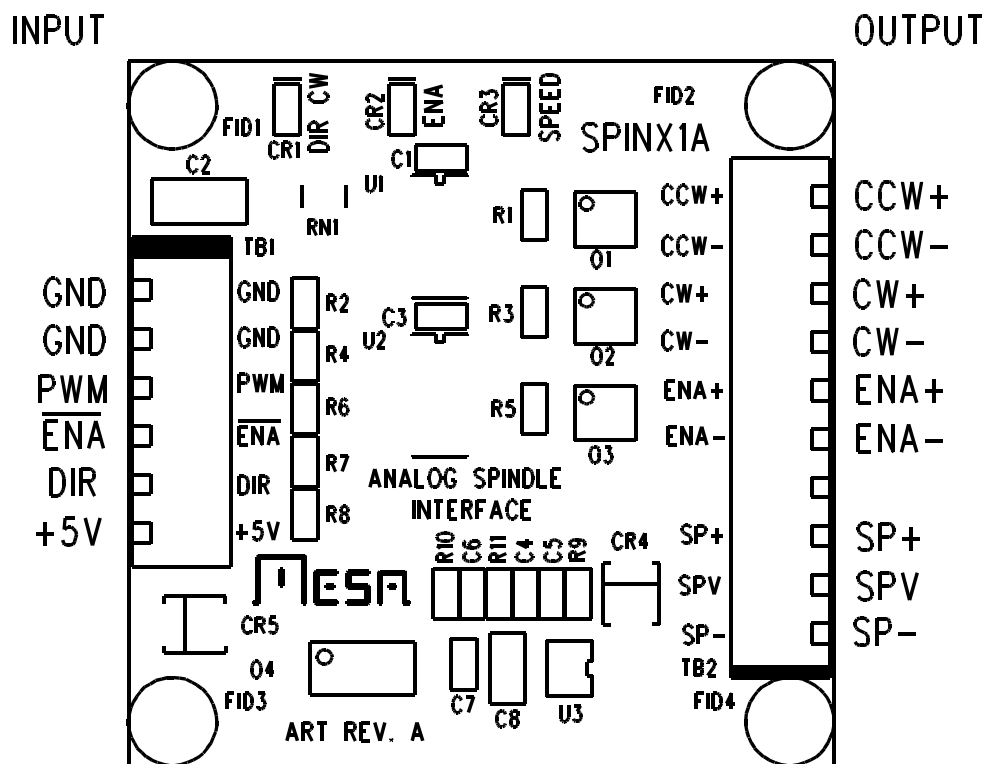 INPUT
OUTPUT
FID1
CR1
DIR CW
CR2
ENA
CR3
SPEED
FID2
SPINX1A
C2
C1
U1
RN1
TB1
R1
O1
CCW+
CCW-
CCW+
CCW-
GND
GND
PWM
ENA
DIR
+5V
GND
GND
PWM
ENA
DIR
+5V
R2
R4
R6
R7
R8
C3
U2
R3
O2
CW+
CW-
CW+
CW-
R5
O3
ENA+
ENA-
ENA+
ENA-
ANALOG SPINDLE
INTERFACE
R10
C6
R11
C4
C5
R9
CR4
SP+
SPV
SP-
SP+
SPV
SP-
MESA
CR5
O4
TB2
FID3
FID4
C7
C8
U3
ART REV. A